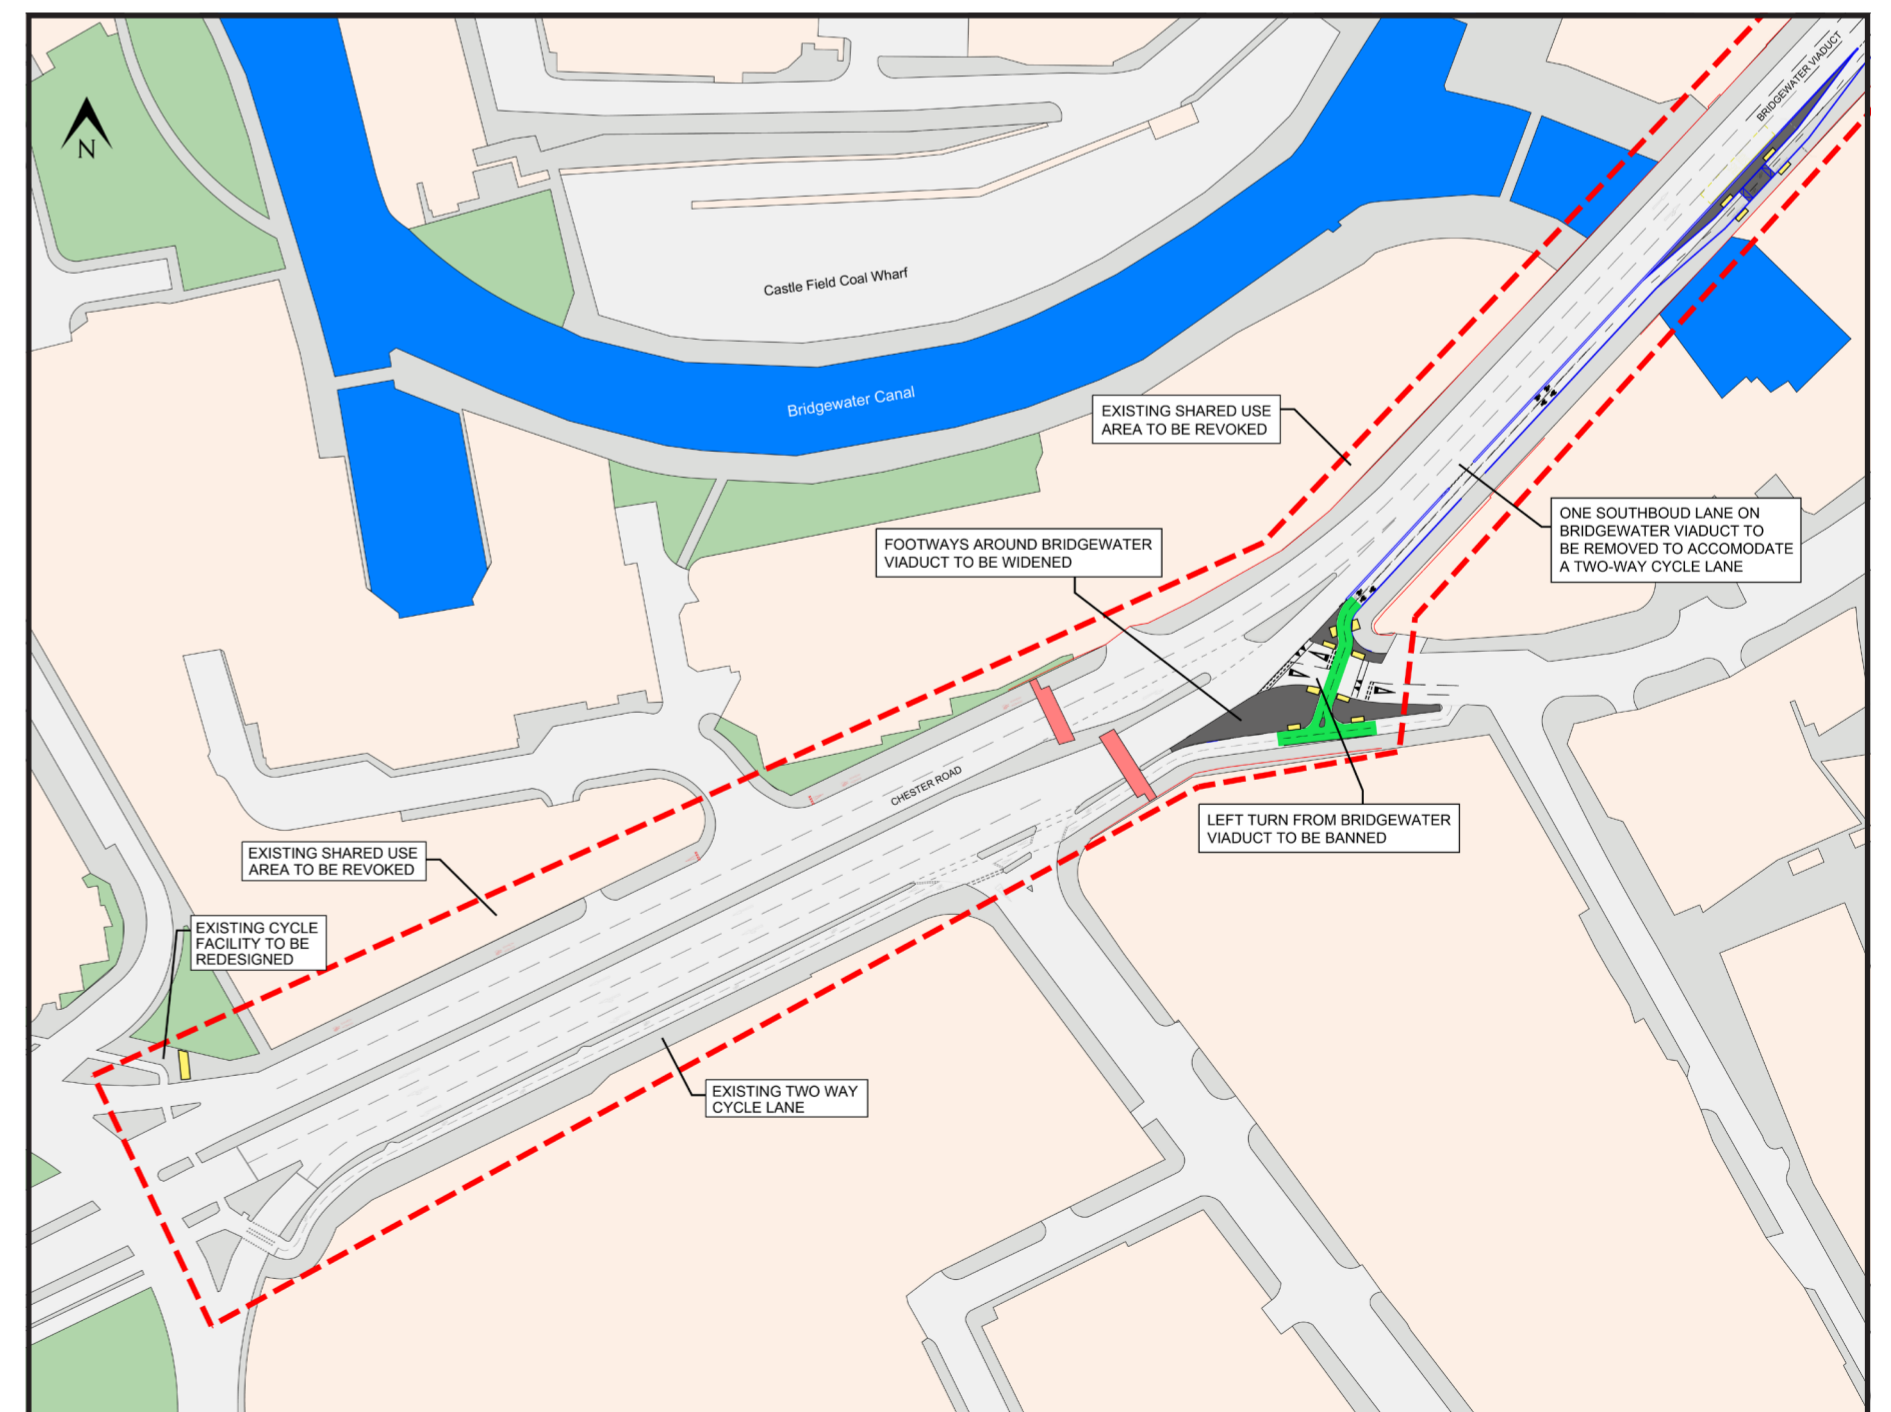 BRIDGEWATER VIADUCT
N
Castle Field Coal Wharf
Bridgewater Canal
EXISTING SHARED USE
AREA TO BE REVOKED
ONE SOUTHBOUD LANE ON
BRIDGEWATER VIADUCT TO
BE REMOVED TO ACCOMODATE
A TWO-WAY CYCLE LANE
FOOTWAYS AROUND BRIDGEWATER
VIADUCT TO BE WIDENED
CHESTER ROAD
LEFT TURN FROM BRIDGEWATER
VIADUCT TO BE BANNED
EXISTING SHARED USE
AREA TO BE REVOKED
EXISTING CYCLE
FACILITY TO BE
REDESIGNED
EXISTING TWO WAY
CYCLE LANE